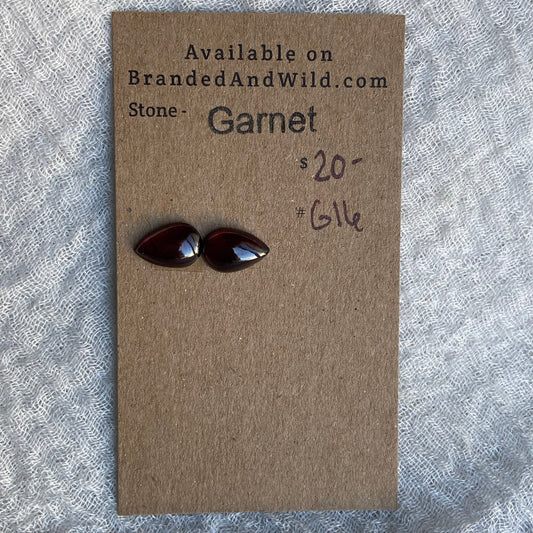 Available on
BrandedAndWild.com
Stone - Garnet
$ 20-
# G16